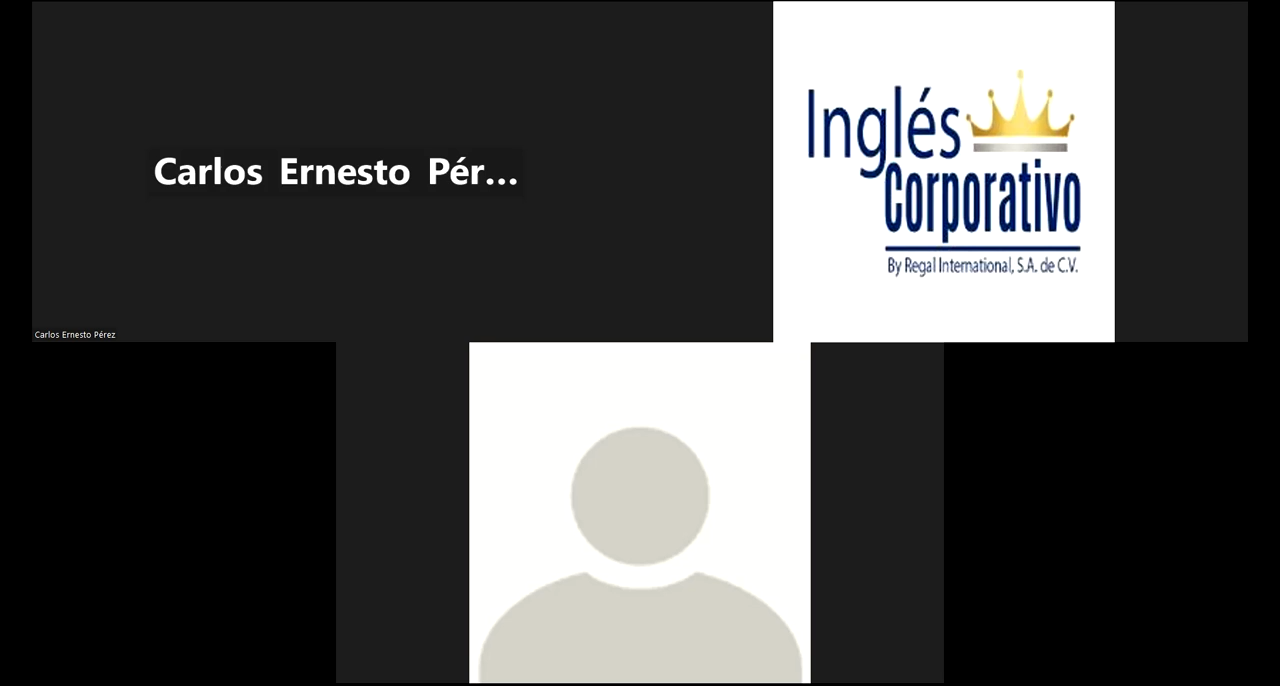 Carlos Ernesto Pér...
Carlos Ernesto Pérez
Inglés
Corporativo
By Regal International, S.A. de C.V.